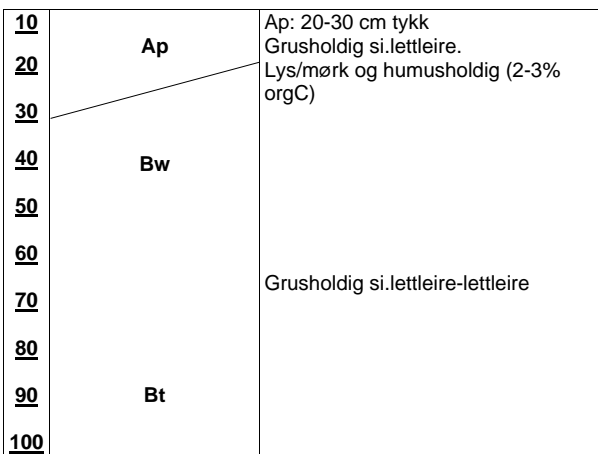 10
Ap
Ap: 20-30 cm tykk
Grusholdig si.lettleire.
20
Lys/mørk og humusholdig (2-3%
orgC)
30
40
Bw
50
60
Grusholdig si.lettleire-lettleire
70
80
90
Bt
100